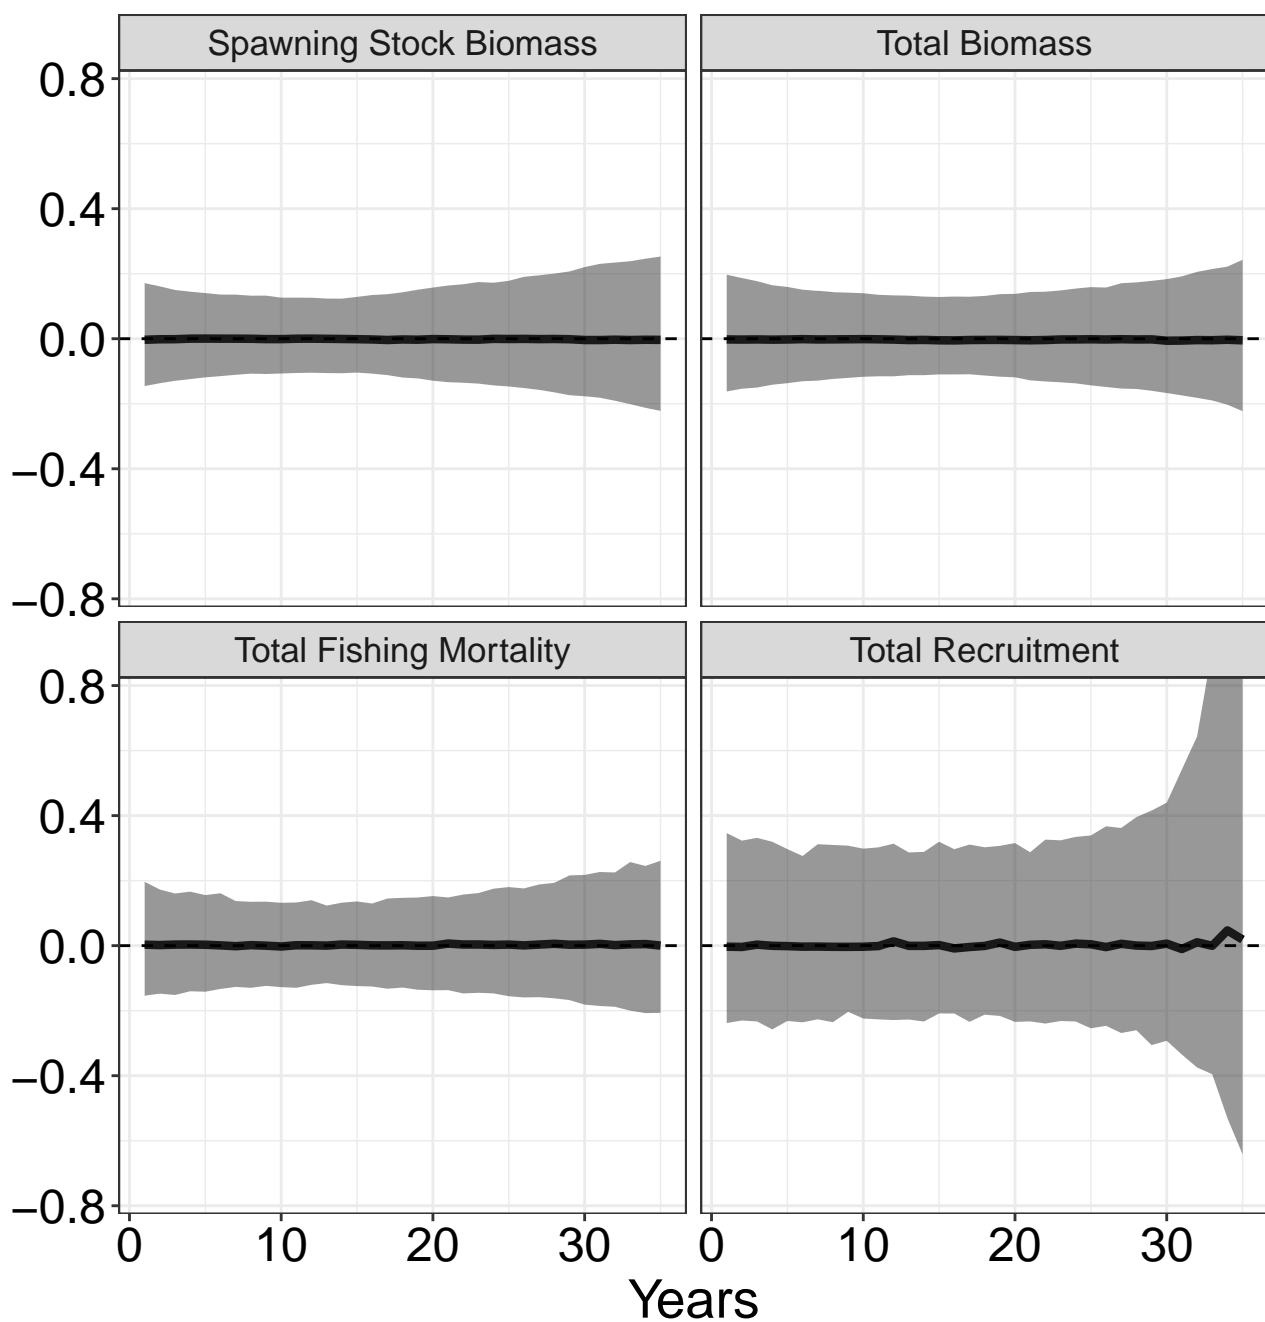 Spawning Stock Biomass
Total Biomass
0.8
0.4
0.0
−0.4
−0.8
Total Fishing Mortality
Total Recruitment
0.8
0.4
0.0
−0.4
−0.8
0 10 20 30
0 10 20 30
Years